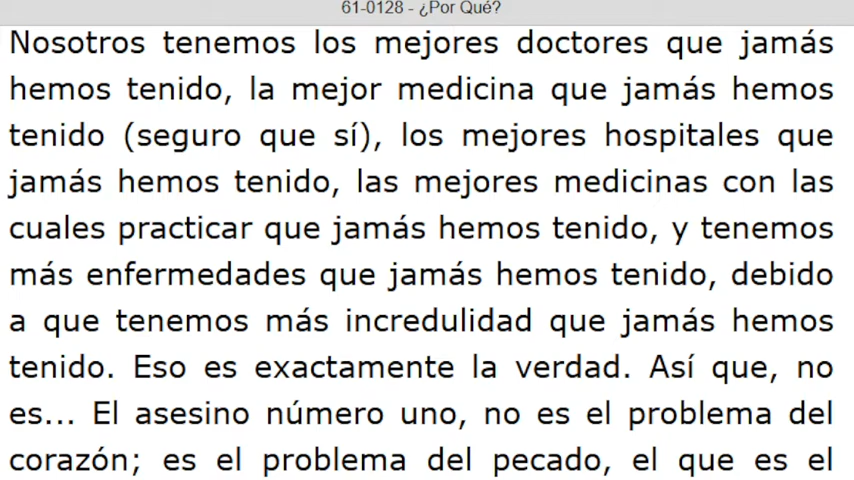 61-0128 - ¿Por Qué?
Nosotros tenemos los mejores doctores que jamás
hemos tenido, la mejor medicina que jamás hemos
tenido (seguro que sí), los mejores hospitales que
jamás hemos tenido, las mejores medicinas con las
cuales practicar que jamás hemos tenido, y tenemos
más enfermedades que jamás hemos tenido, debido
a que tenemos más incredulidad que jamás hemos
tenido. Eso es exactamente la verdad. Así que, no
es... El asesino número uno, no es el problema del
corazón; es el problema del pecado, el que es el